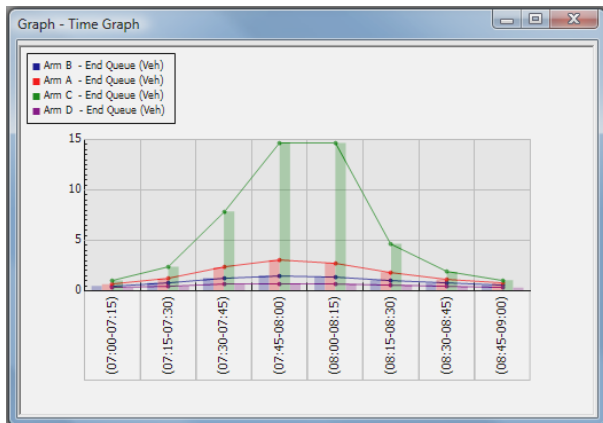 Graph - Time Graph
Arm B - End Queue (Veh)
Arm A - End Queue (Veh)
Arm C - End Queue (Veh)
Arm D - End Queue (Veh)
15
10
5
0
(07:00-07:15)
(07:15-07:30)
(07:30-07:45)
(07:45-08:00)
(08:00-08:15)
(08:15-08:30)
(08:30-08:45)
(08:45-09:00)